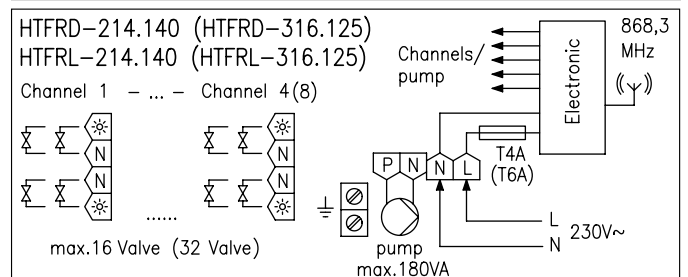 HTFRD-214.140 (HTFRD-316.125)
HTFRL-214.140 (HTFRL-316.125)
Channel 1 - ... - Channel 4(8)
Channels/
pump
Electronic
868,3
MHz
N
N
N
N
......
max.16 Valve (32 Valve)
P N N L
T4A
(T6A)
pump
max.180VA
L
N
230V~